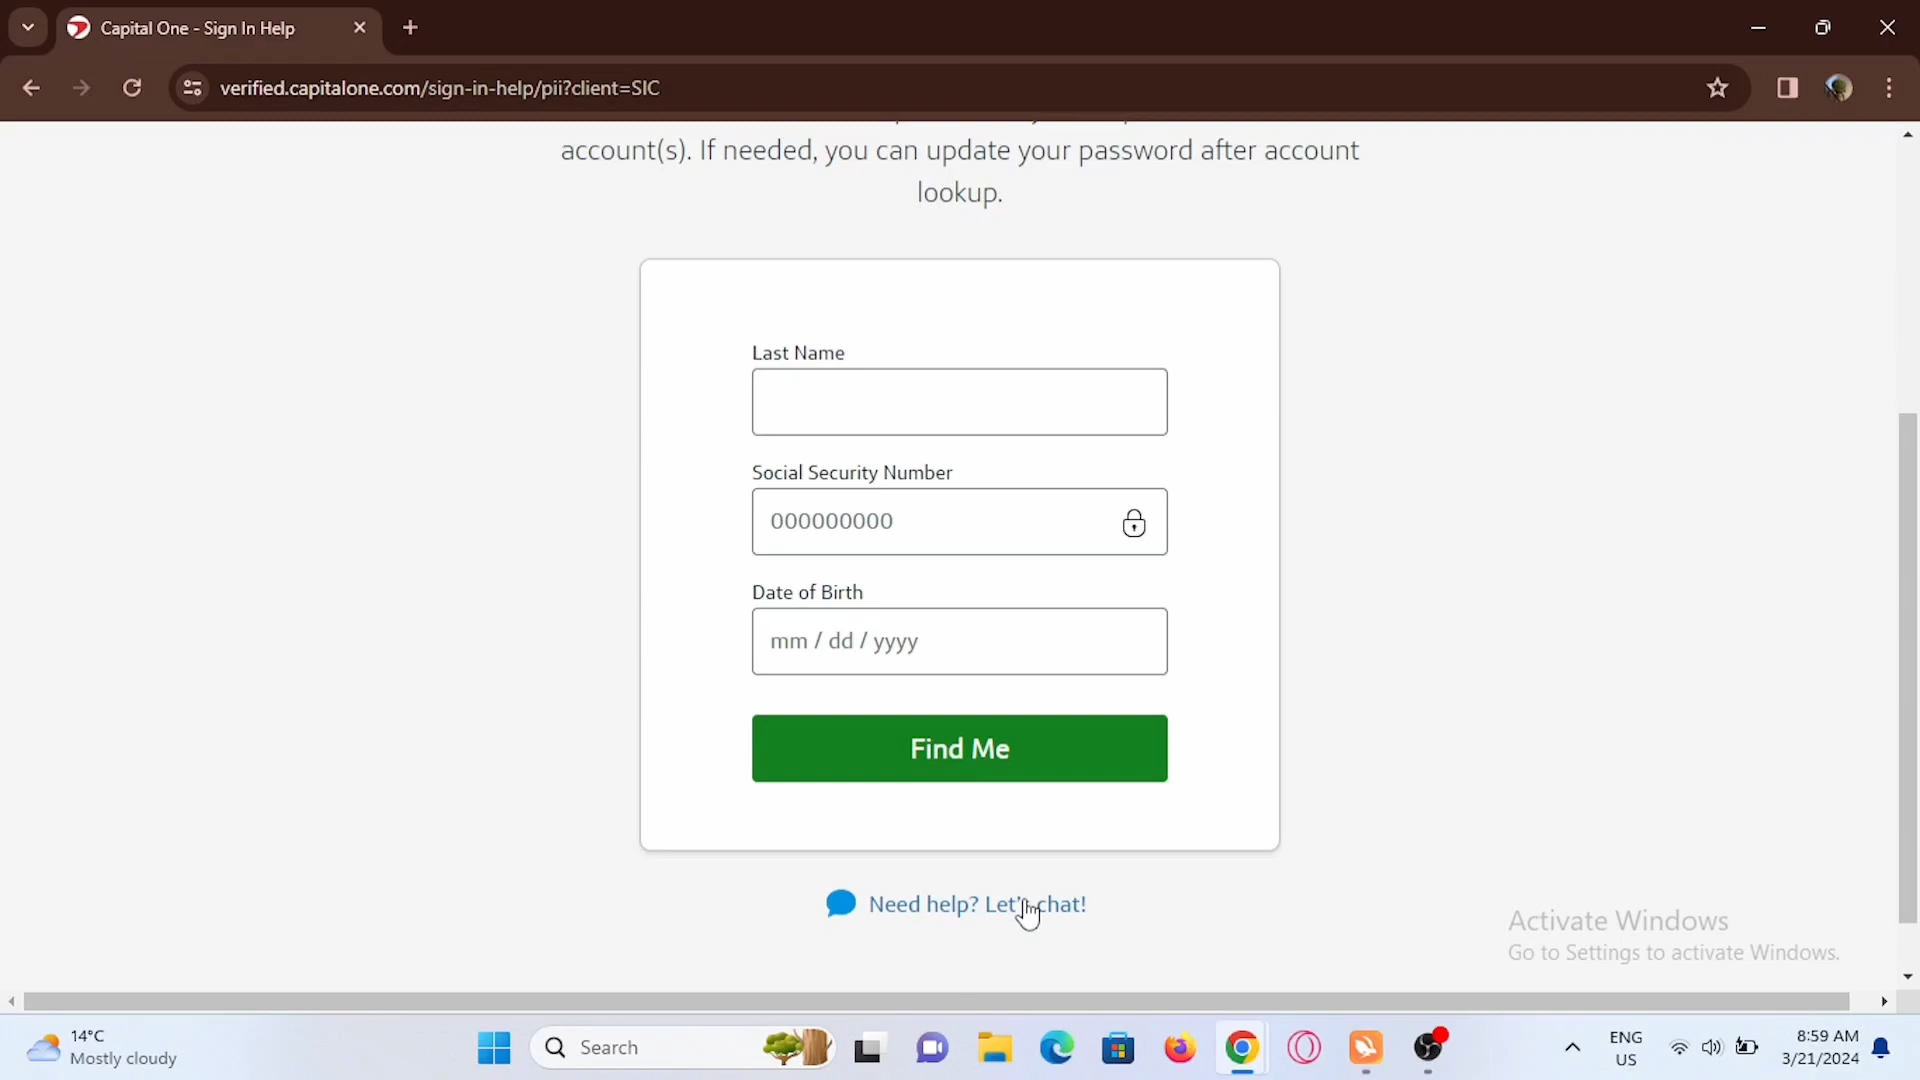 Capital One - Sign In Help
verified.capitalone.com/sign-in-help/pii?client=SIC
account(s). If needed, you can update your password after account
lookup.
Last Name
Social Security Number
000000000
Date of Birth
mm / dd / yyyy
Find Me
Need help? Let's chat!
Activate Windows
Go to Settings to activate Windows.
14°C
Mostly cloudy
Search
ENG
US
8:59 AM
3/21/2024